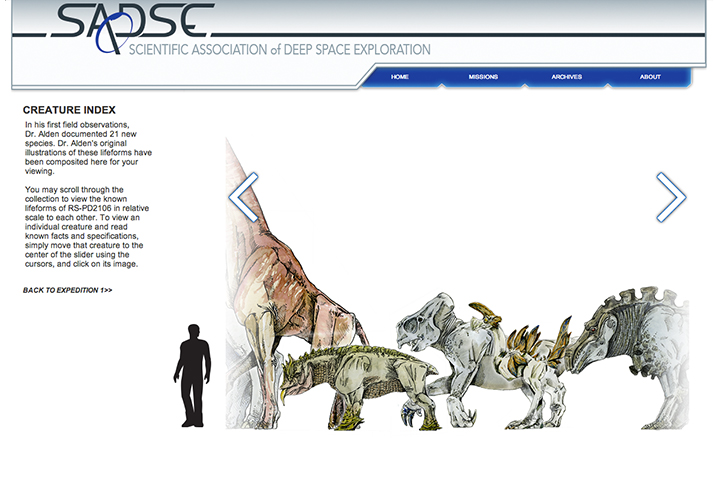 SADSE
SCIENTIFIC ASSOCIATION of DEEP SPACE EXPLORATION
HOME MISSIONS ARCHIVES ABOUT
CREATURE INDEX
In his first field observations,
Dr. Alden documented 21 new
species. Dr. Alden's original
illustrations of these lifeforms have
been composited here for your
viewing.
You may scroll through the
collection to view the known
lifeforms of RS-PD2106 in relative
scale to each other. To view an
individual creature and read
known facts and specifications,
simply move that creature to the
center of the slider using the
cursors, and click on its image.
BACK TO EXPEDITION 1>>